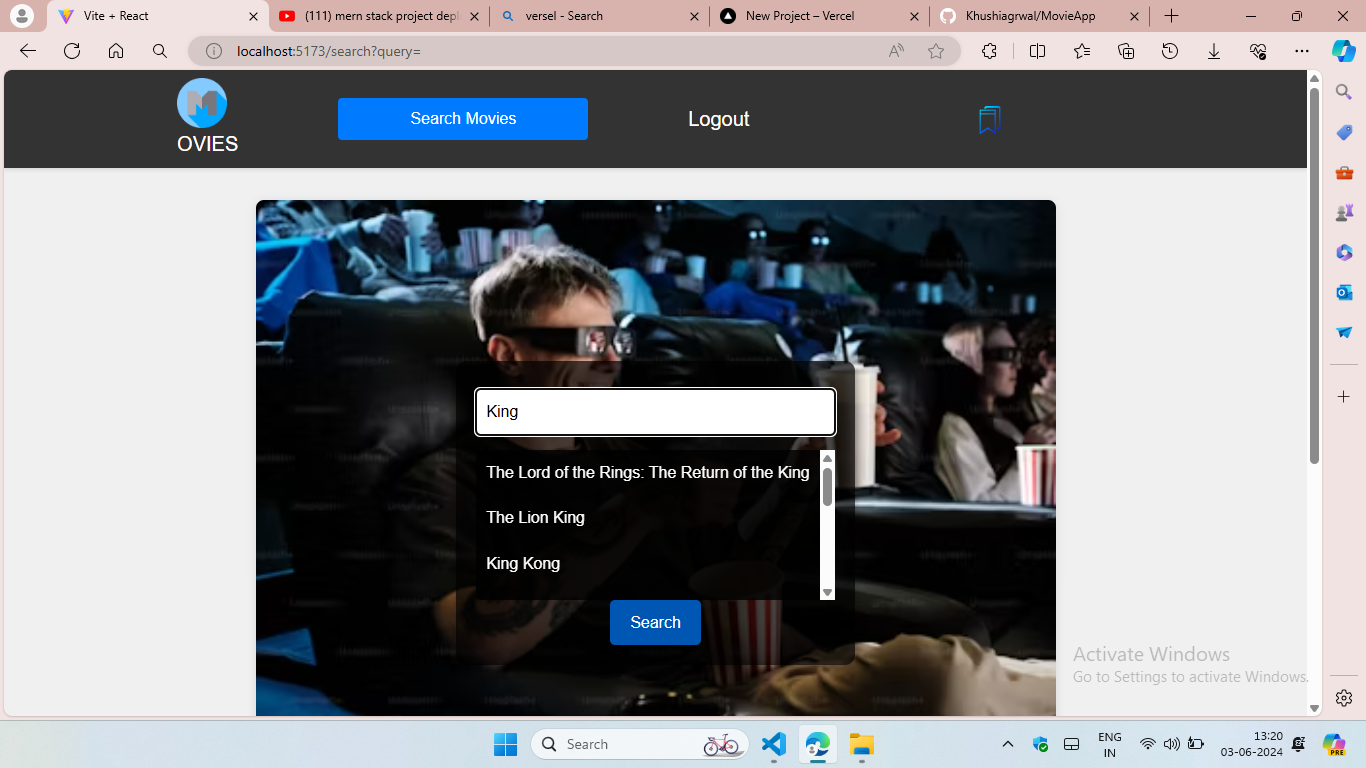 Vite + React
(111) mern stack project depl
versel - Search
New Project – Vercel
Khushiagrwal/MovieApp
localhost:5173/search?query=
M
OVIES
Search Movies
Logout
King
The Lord of the Rings: The Return of the King
The Lion King
King Kong
Search
Activate Windows
Go to Settings to activate Windows.
Search
ENG
IN
13:20
03-06-2024
PRE